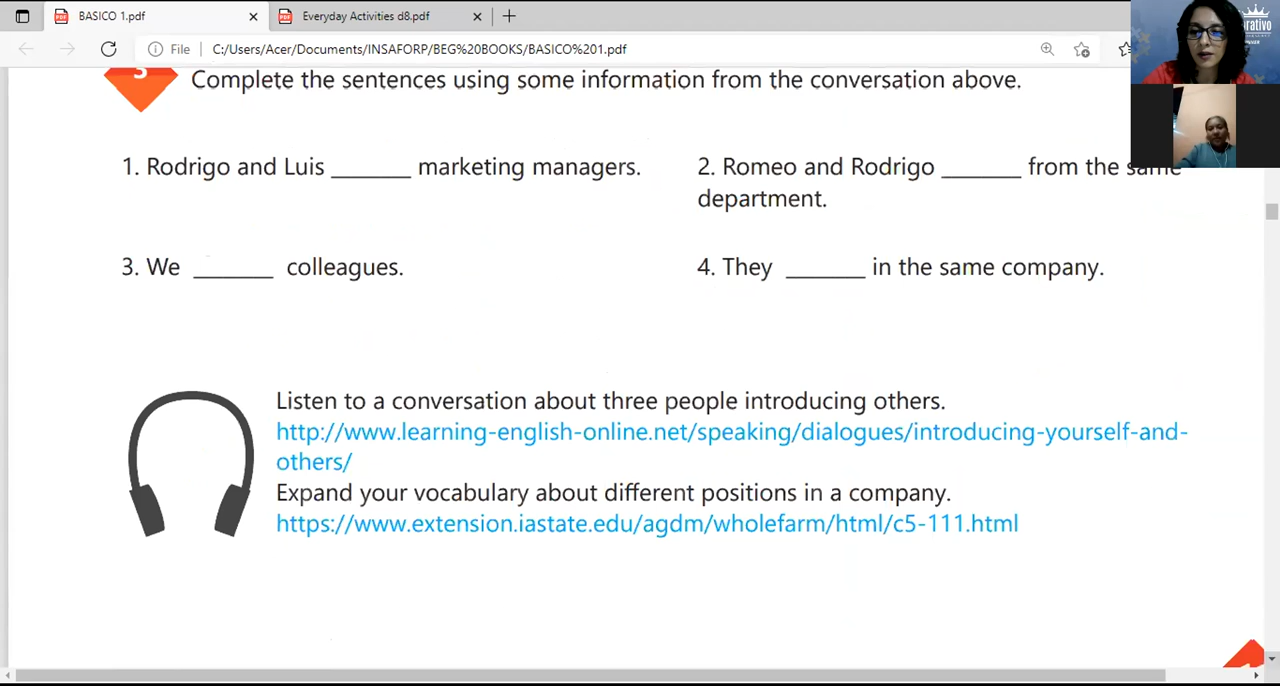 BASICO 1.pdf
Everyday Activities d8.pdf
File
C:/Users/Acer/Documents/INSAFORP/BEG%20BOOKS/BASICO%201.pdf
3
Complete the sentences using some information from the conversation above.
1. Rodrigo and Luis _______ marketing managers.
2. Romeo and Rodrigo _______ from the same
department.
3. We _______ colleagues.
4. They _______ in the same company.
Listen to a conversation about three people introducing others.
http://www.learning-english-online.net/speaking/dialogues/introducing-yourself-and-
others/
Expand your vocabulary about different positions in a company.
https://www.extension.iastate.edu/agdm/wholefarm/html/c5-111.html